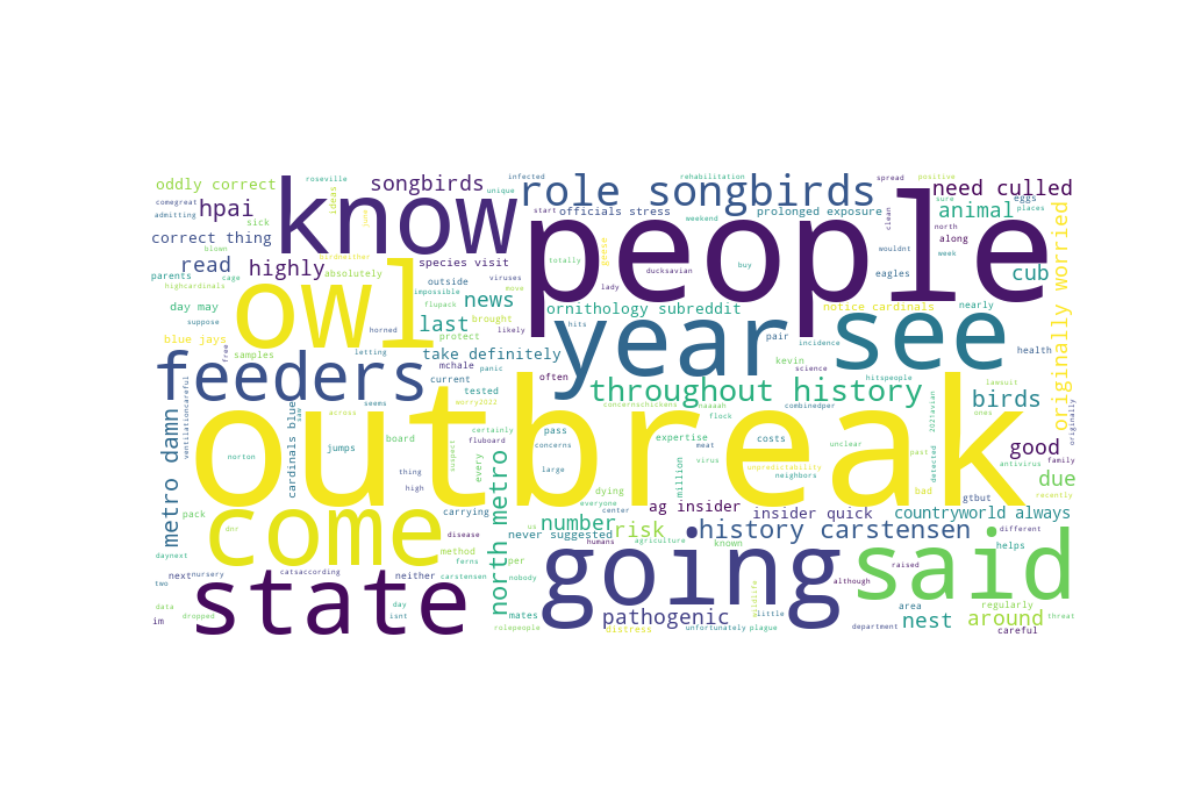 oddly correct
roseville
songbirds
infected
role songbirds
rehabilitation
spread
positive
need culled
comegreat
admitting
hpai
ideas
june
know
unique
start
officials stress
weekend
prolonged exposure
clean
sure
eggs
places
animal
sick
correct thing
blown
birdneither
people
geese
north
metro
along
week
originally worried
parents
read
highly
cage
species visit
totally
ducksavian
buy
wouldnt
eagles
cub
highcardinals
absolutely
owl
outside
viruses
impossible
move
lady
day may
suppose
flupack
news
ornithology subreddit
notice cardinals
nearly
last
brought
likely
hits
year
see
blue jays
free
horned
protect
pair
incidence
kevin
health
samples
letting
mchale
take definitely
panic
science
feeders
current
often
hitspeople
tested
worry2022
throughout history
lawsuit
birds
ones
originally
seems
concernschickens
naaaah
combinedper
flock
2021avian
metro damn
ventilationcareful
cardinals blue
saw
across
outbreak
certainly
fluboard
board
pass
expertise
costs
unclear
past
good
norton
jumps
suspect
every
concerns
meat
detected
antivirus
family
thing
high
large
virus
million
unpredictability
neighbors
bad
gtbut
recently
due
pack
carrying
dying
everyone
center
ag insider
insider quick
countryworld always
come
north metro
us
number
risk
history carstensen
different
daynext
dnr
disease
never suggested
humans
agriculture
known
going
said
helps
method
ferns
per
nobody
catsaccording
next
nursery
neither
carstensen
although
raised
two
state
day
isnt
mates
pathogenic
wildlife
little
area
nest
regularly
around
threat
data
dropped
im
rolepeople
distress
unfortunately
plague
department
careful